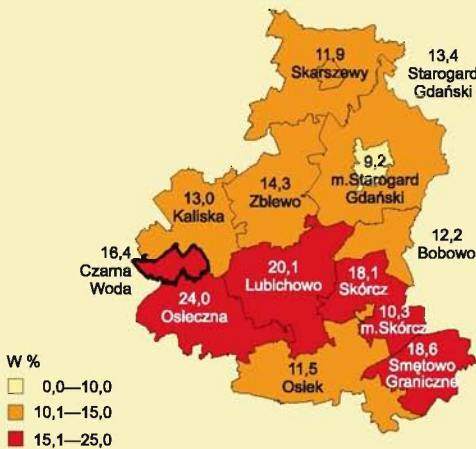 11,9
Skarszewy
13,4
Starogard
Gdański
9,2
m.Starogard
Gdański
14,3
Zblewo
13,0
Kaliska
12,2
Bobowo
16,4
Czarna
Woda
20,1
Lubichowo
18,1
Skórcz
24,0
Osieczna
10,3
m.Skórcz
18,6
Smętowo
Graniczne
11,5
Osiek
W %
0,0—10,0
10,1—15,0
15,1—25,0